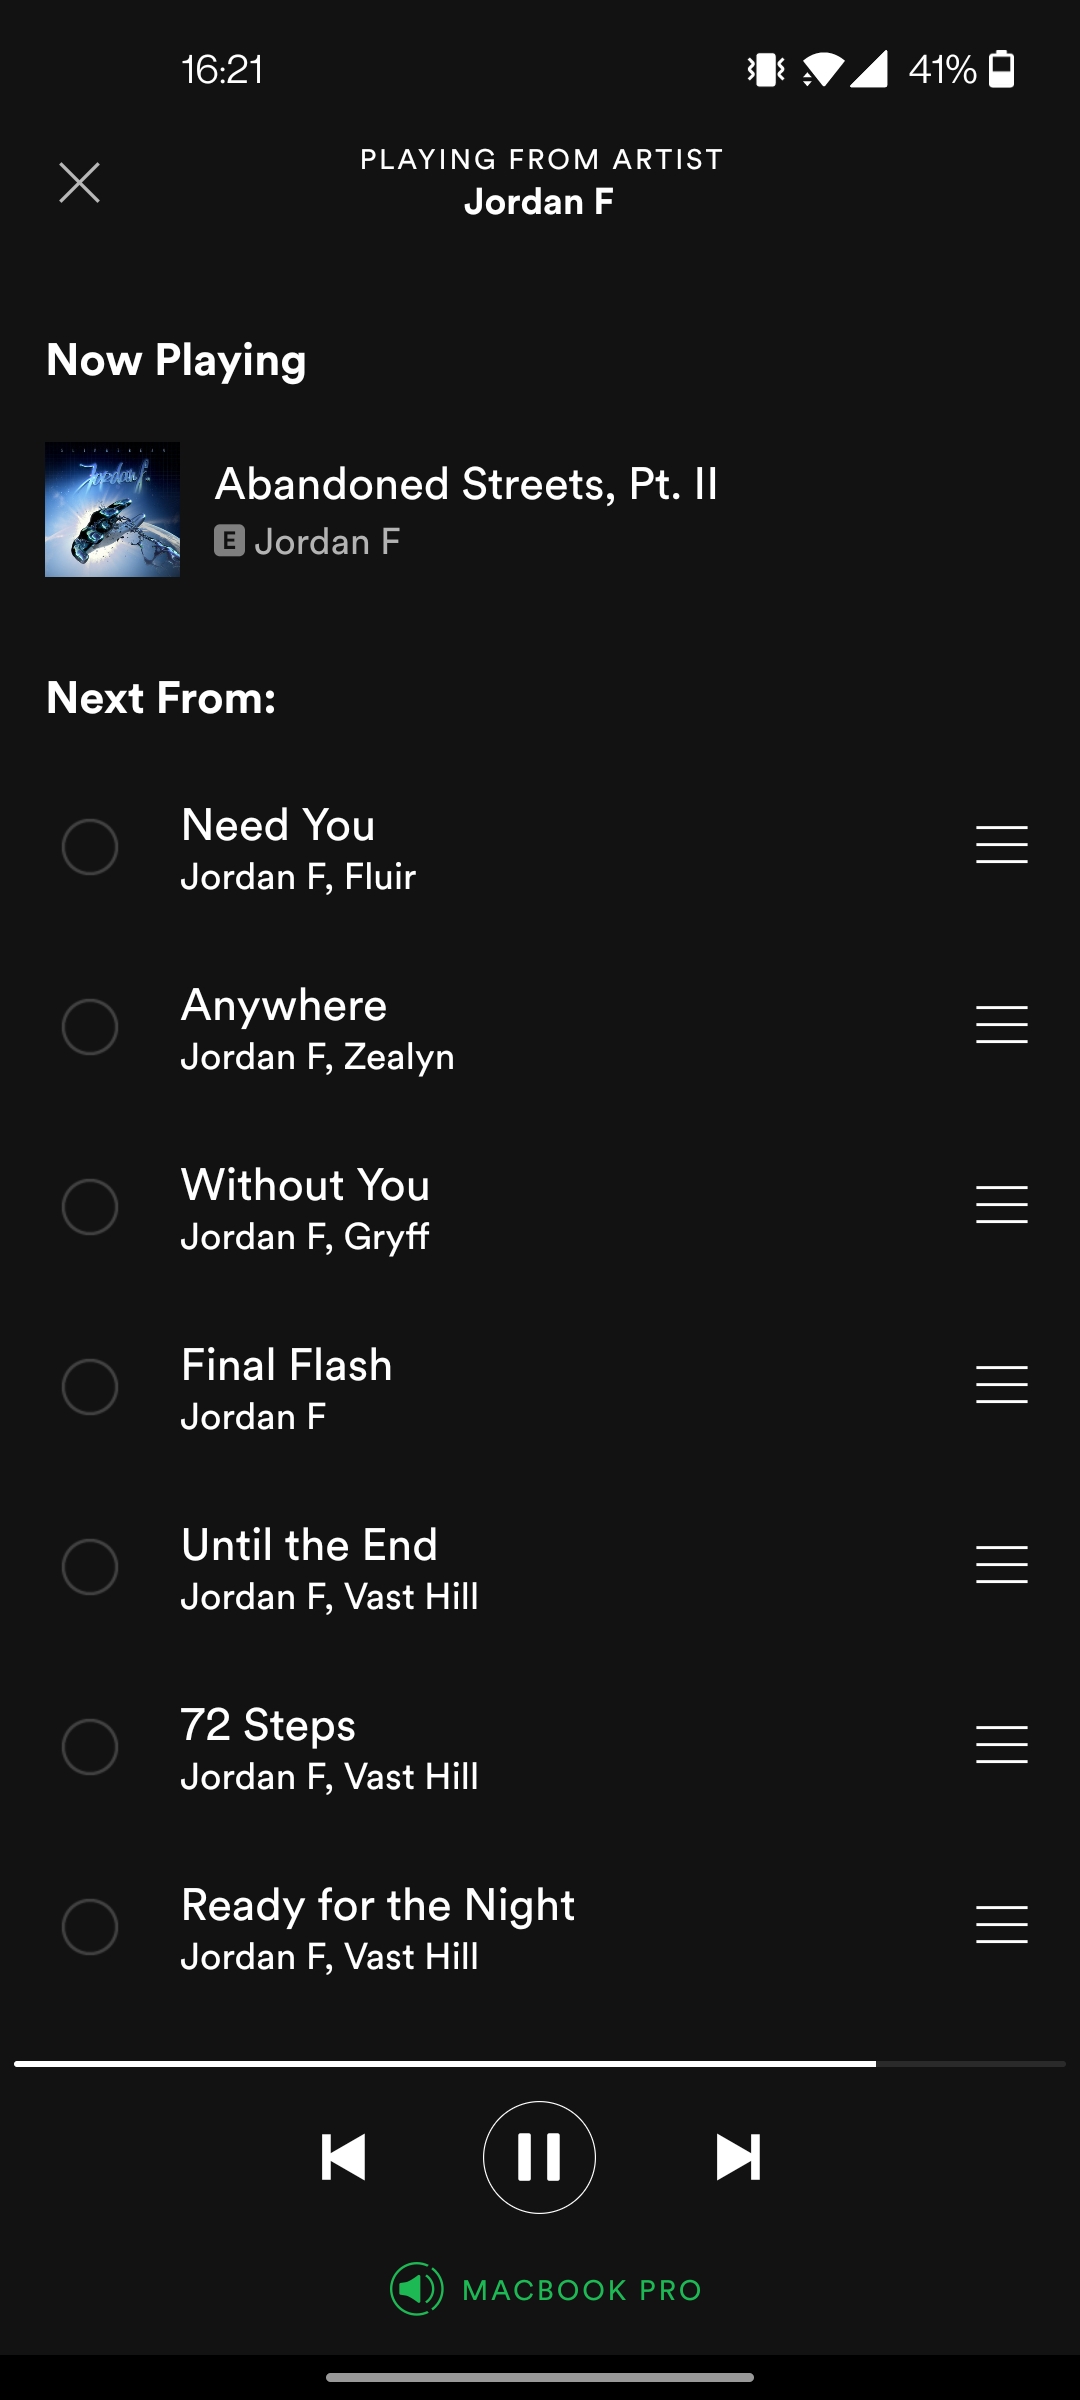 16:21
41%
PLAYING FROM ARTIST
Jordan F
Now Playing
Jordan F.
Abandoned Streets, Pt. II
E Jordan F
Next From:
Need You
Jordan F, Fluir
Anywhere
Jordan F, Zealyn
Without You
Jordan F, Gryff
Final Flash
Jordan F
Until the End
Jordan F, Vast Hill
72 Steps
Jordan F, Vast Hill
Ready for the Night
Jordan F, Vast Hill
MACBOOK PRO